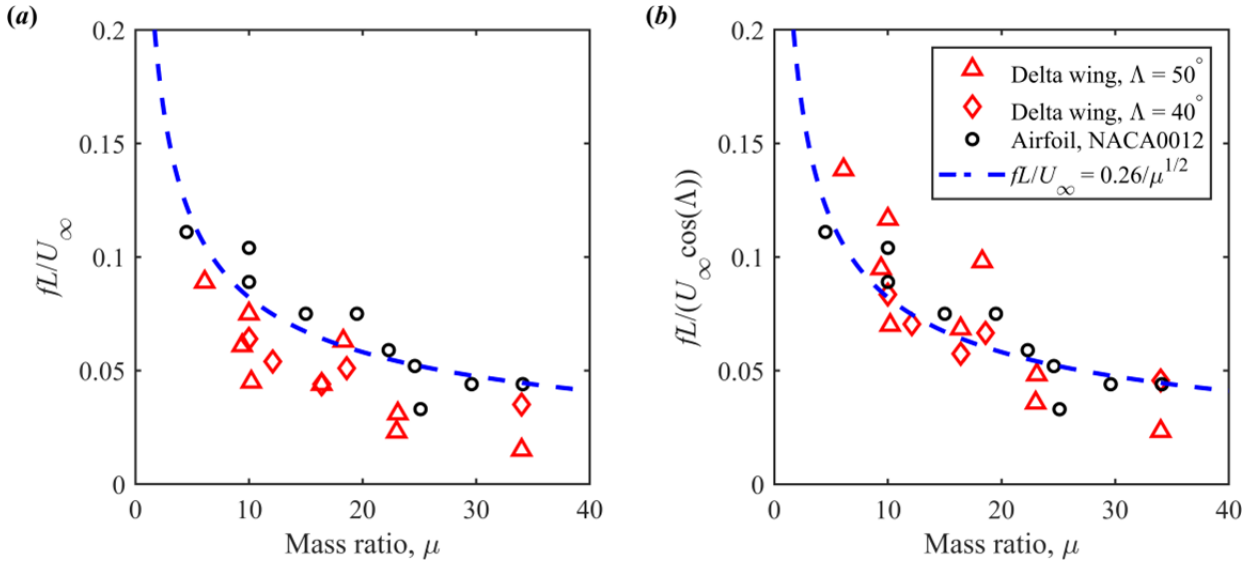 (a)
0.2
0.15
0.1
0.05
0
0 10 20 30 40
fL/U∞
Mass ratio, μ
(b)
0.2
0.15
0.1
0.05
0
0 10 20 30 40
fL/(U∞cos(Λ))
Mass ratio, μ
Delta wing, Λ = 50°
Delta wing, Λ = 40°
Airfoil, NACA0012
fL/U∞ = 0.26/μ^1/2